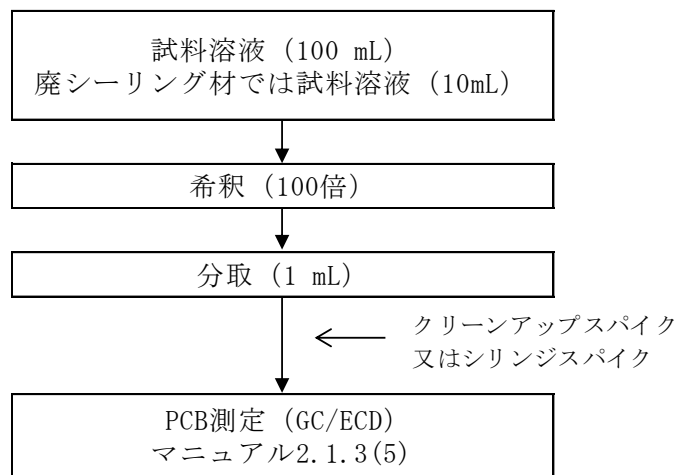 試料溶液 (100 mL)
廃シーリング材では試料溶液 (10mL)
希釈 (100倍)
分取 (1 mL)
クリーンアップスパイク
又はシリンジスパイク
PCB測定 (GC/ECD)
マニュアル2.1.3(5)